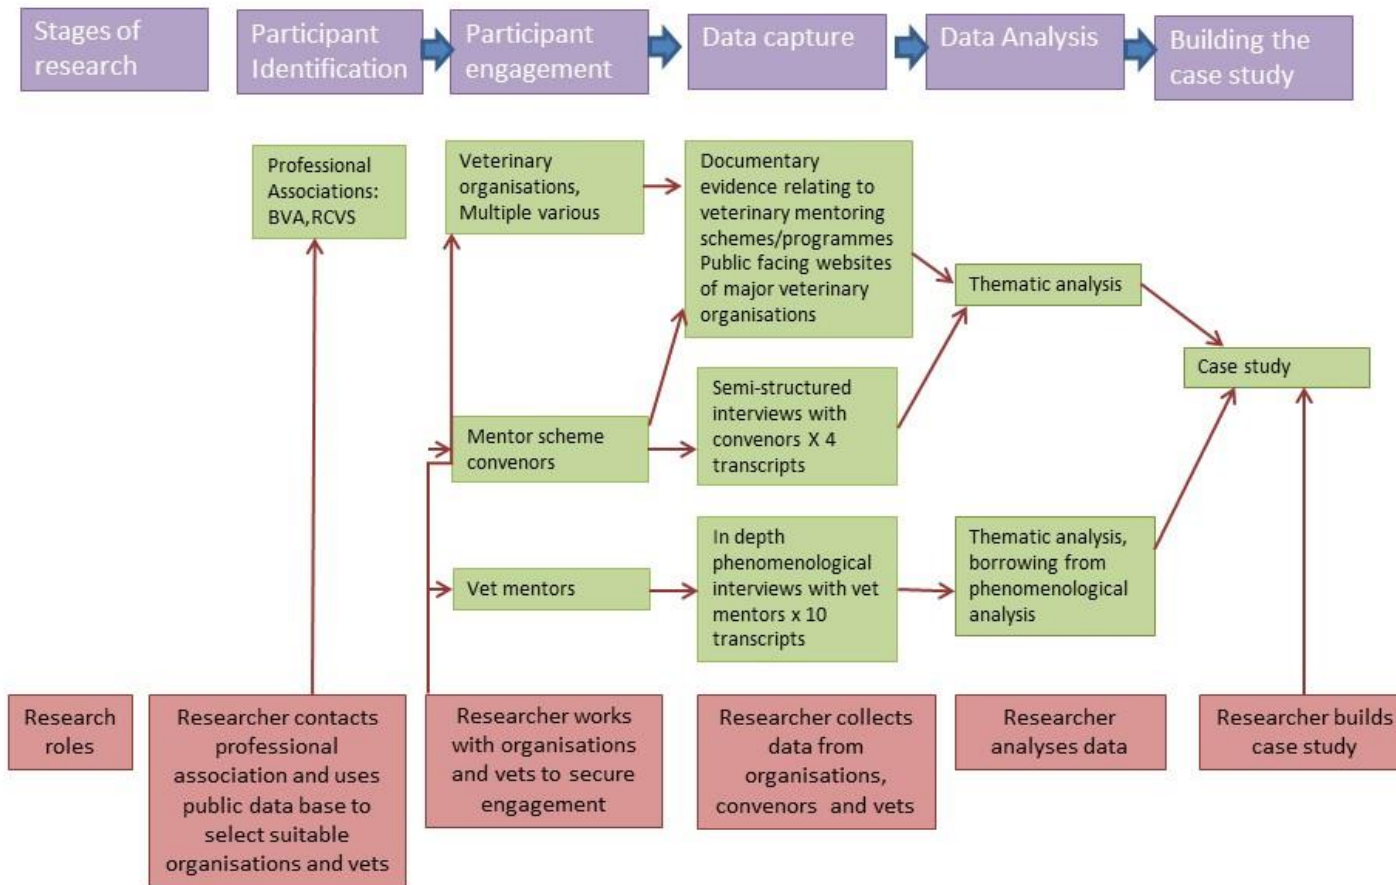 Stages of
research
Participant
Identification
Participant
engagement
Data capture
Data Analysis
Building the
case study
Professional
Associations:
BVA,RCVS
Veterinary
organisations,
Multiple various
Documentary
evidence relating to
veterinary mentoring
schemes/programmes
Public facing websites
of major veterinary
organisations
Thematic analysis
Case study
Mentor scheme
convenors
Semi-structured
interviews with
convenors X 4
transcripts
Vet mentors
In depth
phenomenological
interviews with vet
mentors x 10
transcripts
Thematic analysis,
borrowing from
phenomenological
analysis
Research
roles
Researcher contacts
professional
association and uses
public data base to
select suitable
organisations and vets
Researcher works
with organisations
and vets to secure
engagement
Researcher collects
data from
organisations,
convenors and vets
Researcher
analyses data
Researcher builds
case study